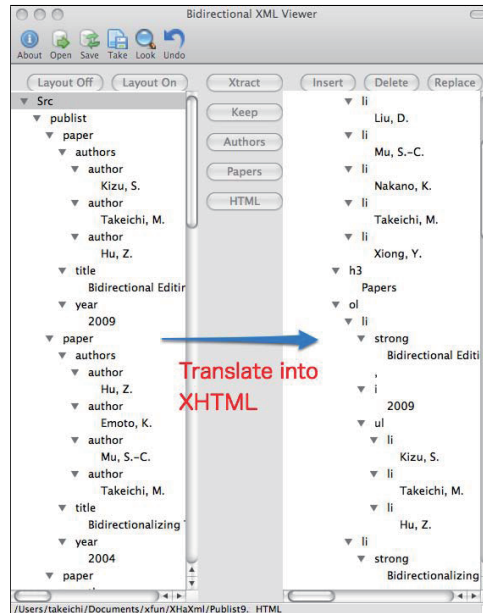 Bidirectional XML Viewer
About Open Save Take Look Undo
Layout Off Layout On Xtract Insert Delete Replace
Keep
Authors
Papers
HTML
Src
publist
paper
authors
author
Kizu, S.
author
Takeichi, M.
author
Hu, Z.
title
Bidirectional Editir
year
2009
paper
authors
author
Hu, Z.
author
Emoto, K.
author
Mu, S.-C.
author
Takeichi, M.
title
Bidirectionalizing
year
2004
paper
li
Liu, D.
li
Mu, S.-C.
li
Nakano, K.
li
Takeichi, M.
li
Xiong, Y.
h3
Papers
ol
li
strong
Bidirectional Editi
,
i
2009
ul
li
Kizu, S.
li
Takeichi, M.
li
Hu, Z.
li
strong
Bidirectionalizing
Translate into
XHTML
/Users/takeichi/Documents/xfun/XHaXml/Publist9. HTML